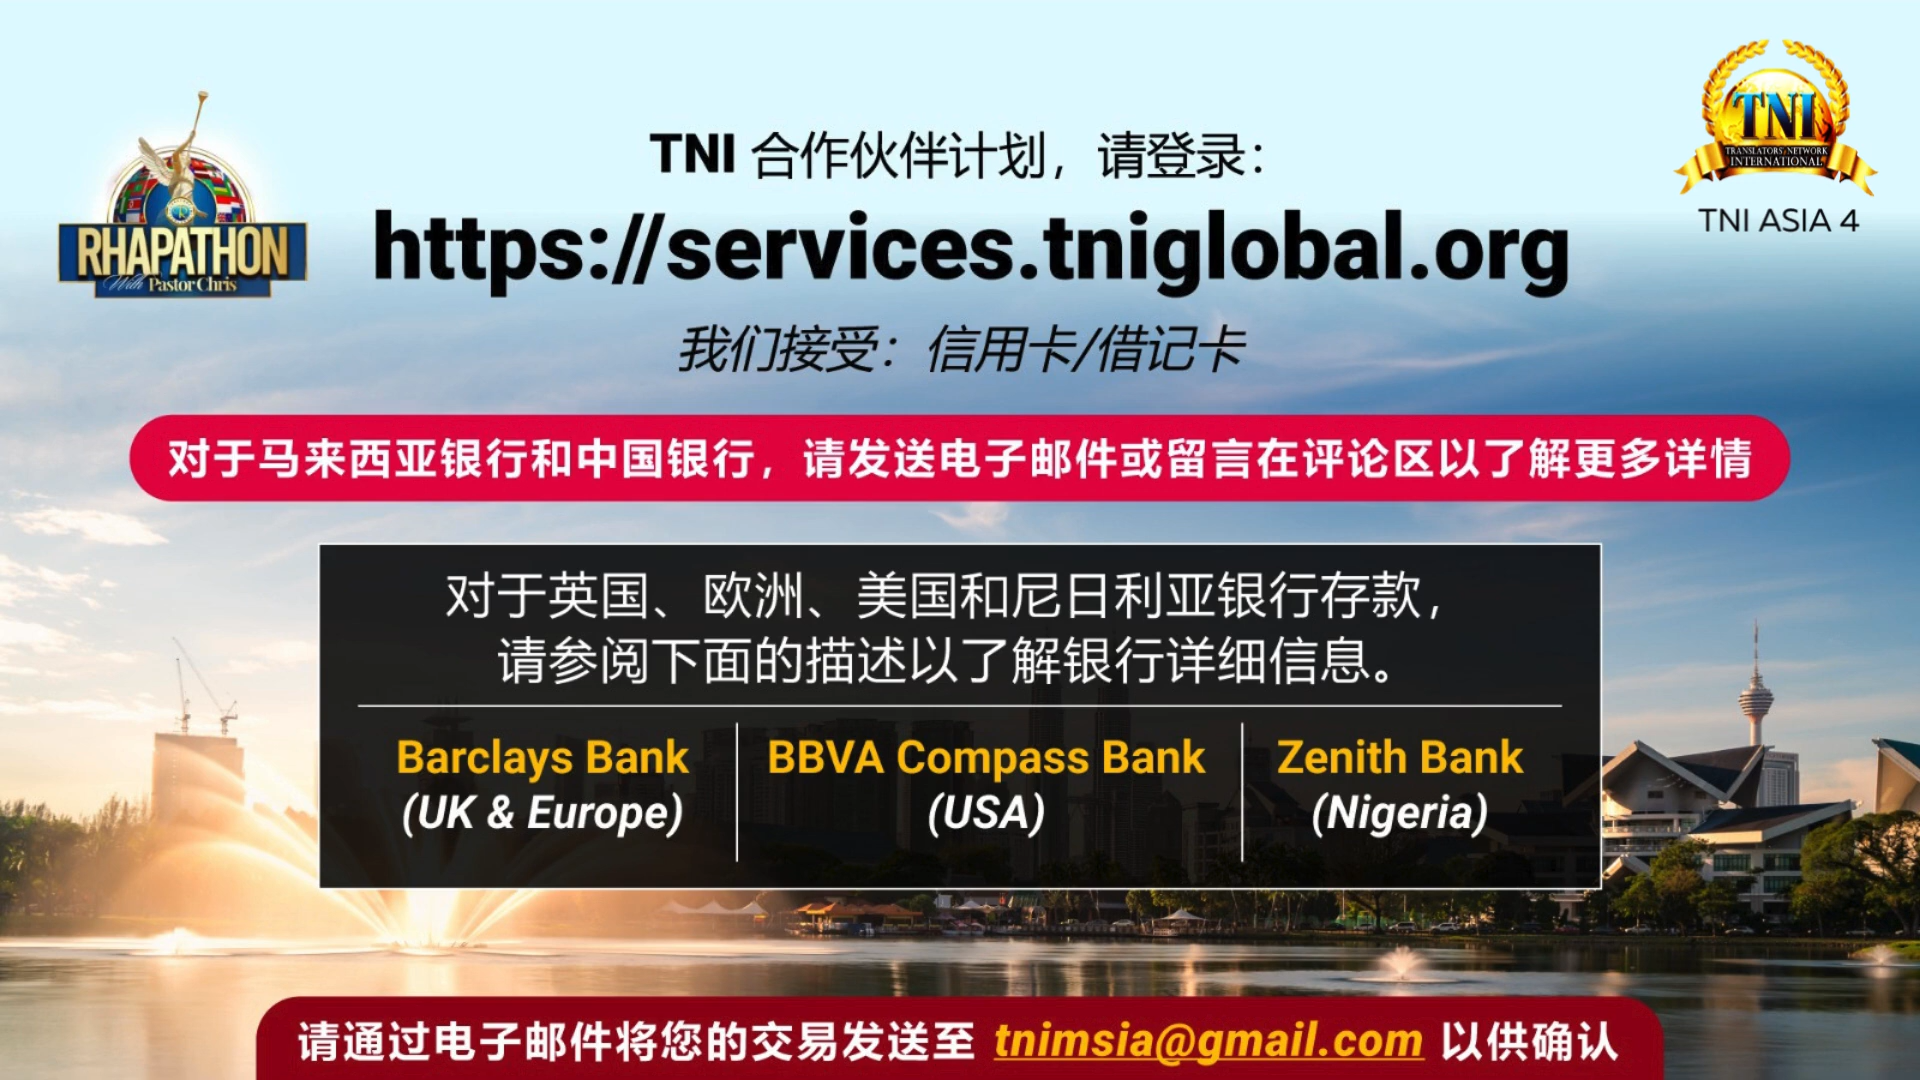 TNI 合作伙伴计划，请登录：
https://services.tniglobal.org
我们接受：信用卡/借记卡
RHAPATHON
With Pastor Chris
TNI
TRANSLATORS' NETWORK
INTERNATIONAL
TNI ASIA 4
对于马来西亚银行和中国银行，请发送电子邮件或留言在评论区以了解更多详情
对于英国、欧洲、美国和尼日利亚银行存款，
请参阅下面的描述以了解银行详细信息。
Barclays Bank
(UK & Europe)
BBVA Compass Bank
(USA)
Zenith Bank
(Nigeria)
请通过电子邮件将您的交易发送至 tnimsia@gmail.com 以供确认